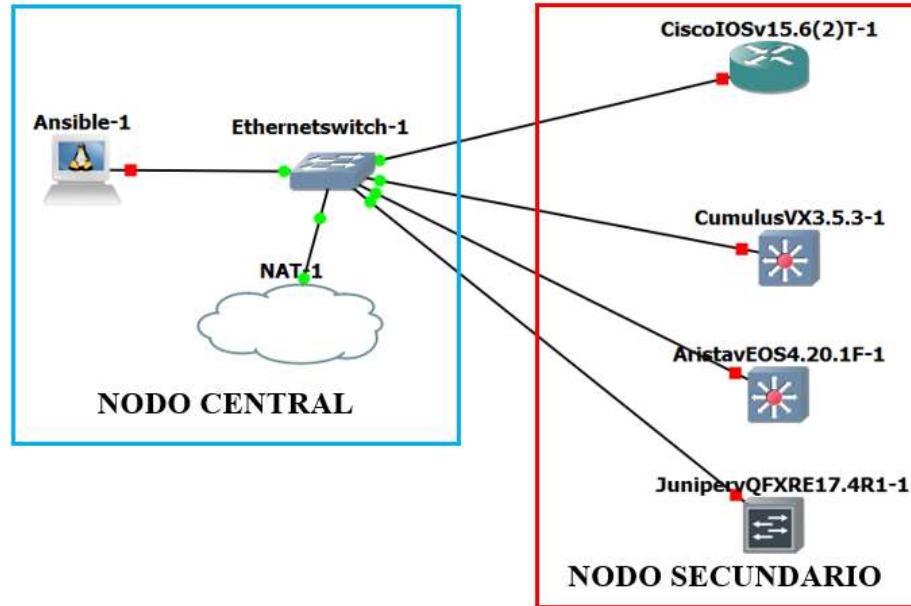 CiscoIOSv15.6(2)T-1
Ansible-1
Ethernetswitch-1
CumulusVX3.5.3-1
NAT-1
AristavEOS4.20.1F-1
NODO CENTRAL
JunipervQFXRE17.4R1-1
NODO SECUNDARIO